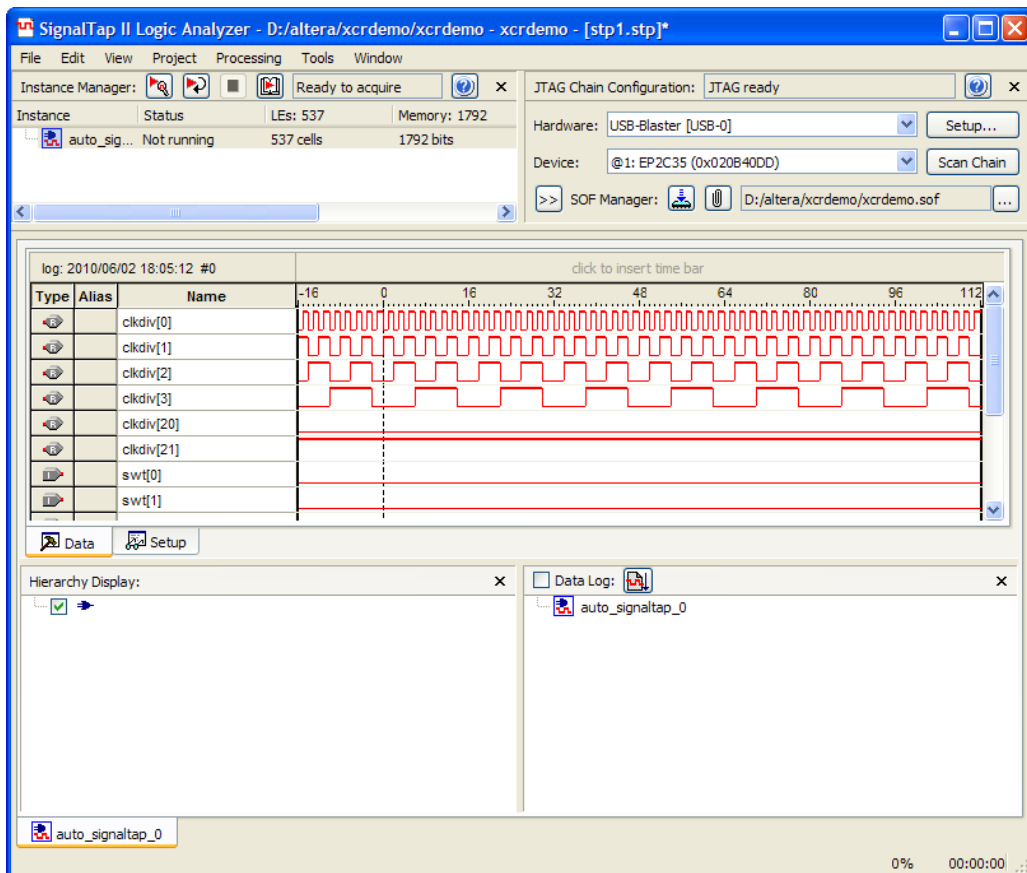 SignalTap II Logic Analyzer - D:/altera/xcrdemo/xcrdemo - xcrdemo - [stp1.stp]*
File Edit View Project Processing Tools Window
Instance Manager: Ready to acquire
JTAG Chain Configuration: JTAG ready
Instance Status LEs: 537 Memory: 1792
auto_sig... Not running 537 cells 1792 bits
Hardware: USB-Blaster [USB-0] Setup...
Device: @1: EP2C35 (0x020B40DD) Scan Chain
>> SOF Manager: D:/altera/xcrdemo/xcrdemo.sof ...
log: 2010/06/02 18:05:12 #0 click to insert time bar
Type Alias Name -16 0 16 32 48 64 80 96 112
clkdiv[0]
clkdiv[1]
clkdiv[2]
clkdiv[3]
clkdiv[20]
clkdiv[21]
swt[0]
swt[1]
Data Setup
Hierarchy Display:
Data Log:
auto_signaltap_0
auto_signaltap_0
0% 00:00:00